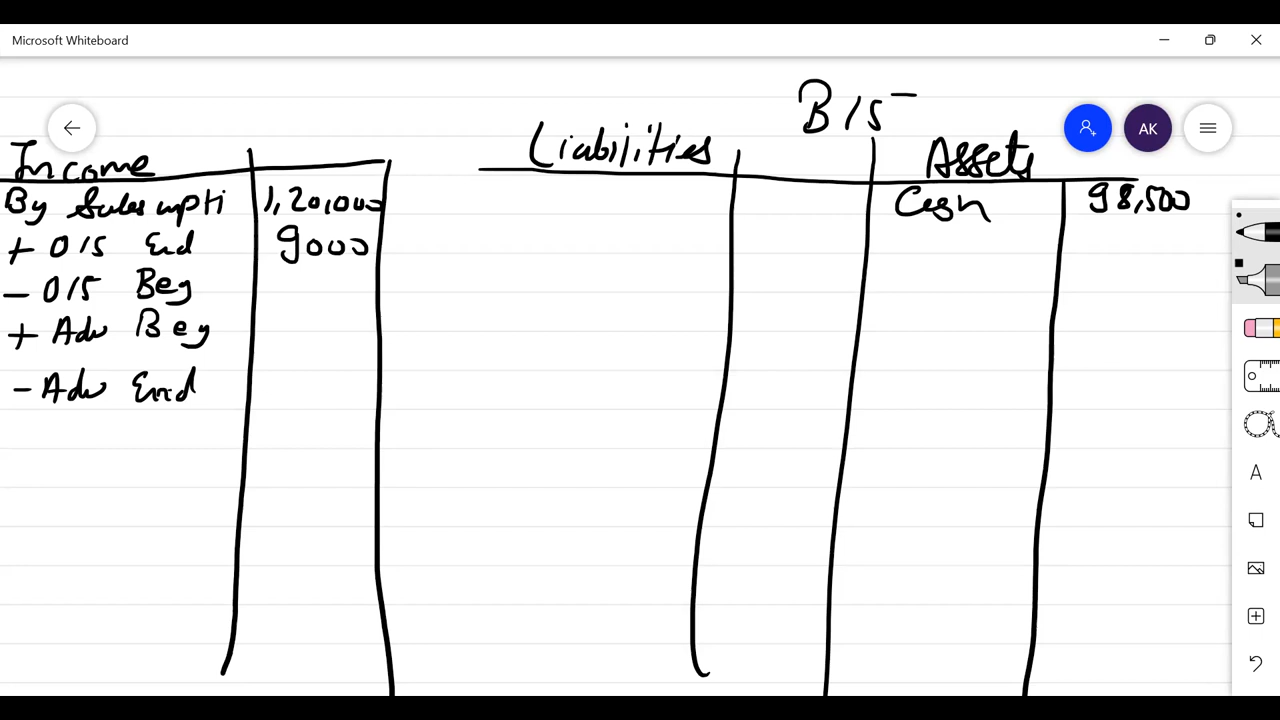 Microsoft Whiteboard
B/S
AK
Income
Liabilities
Assets
By Subscripti 1,20,000
Cash 98,500
+ O/S End 9000
- O/S Beg
+ Adv Beg
- Adv End
A